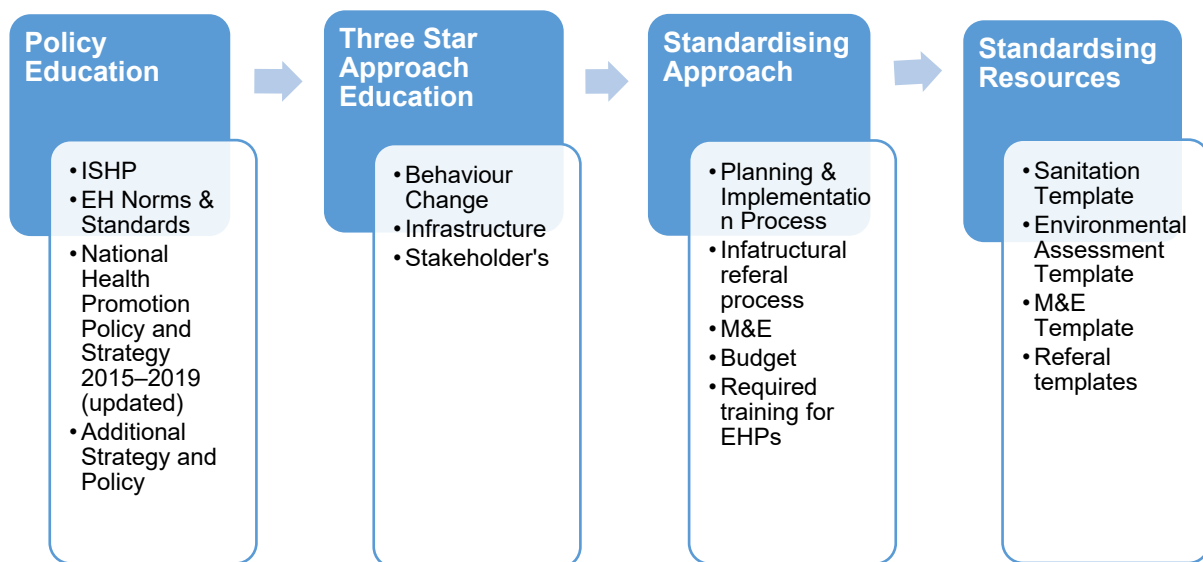 Policy
Education
• ISHP
• EH Norms &
Standards
• National
Health
Promotion
Policy and
Strategy
2015–2019
(updated)
• Additional
Strategy and
Policy
Three Star
Approach
Education
• Behaviour
Change
• Infrastructure
• Stakeholder's
Standardising
Approach
• Planning &
Implementatio
n Process
• Infatructural
referal
process
• M&E
• Budget
• Required
training for
EHPs
Standardsing
Resources
• Sanitation
Template
• Environmental
Assessment
Template
• M&E
Template
• Referal
templates